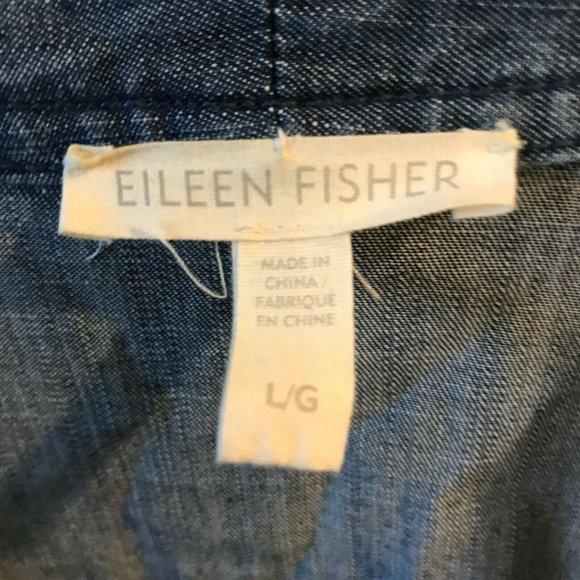 EILEEN FISHER
MADE IN
CHINA /
FABRIQUÉ
EN CHINE
L/G